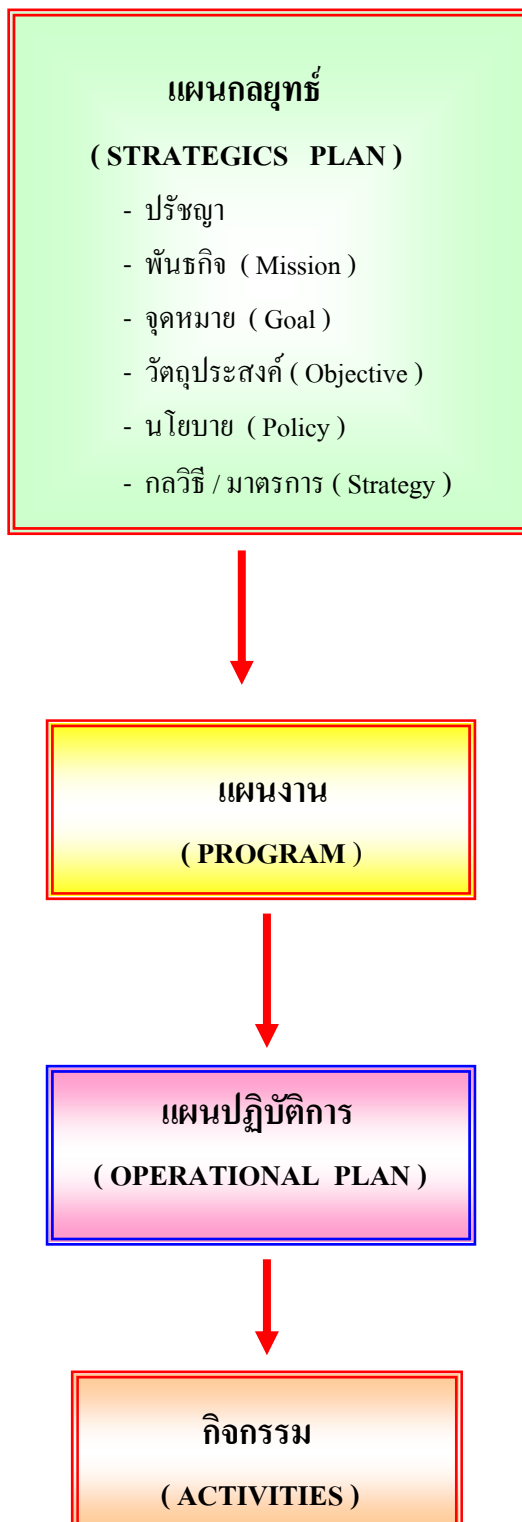 แผนกลยุทธ์
( STRATEGICS PLAN )
- ปรัชญา
- พันธกิจ ( Mission )
- จุดหมาย ( Goal )
- วัตถุประสงค์ ( Objective )
- นโยบาย ( Policy )
- กลวิธี / มาตรการ ( Strategy )
แผนงาน
( PROGRAM )
แผนปฏิบัติการ
( OPERATIONAL PLAN )
กิจกรรม
( ACTIVITIES )